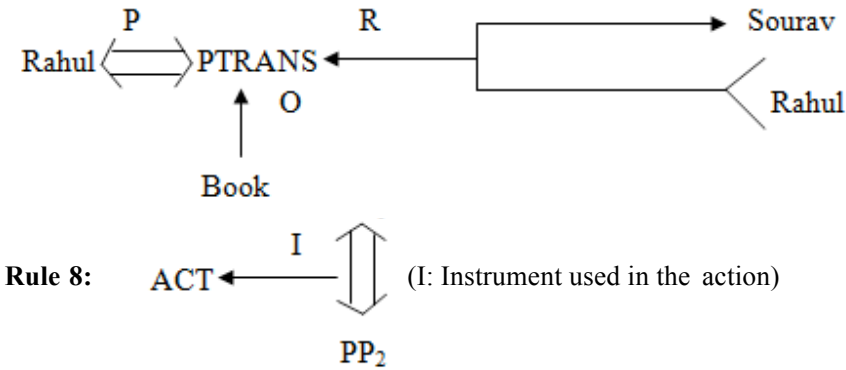 P R Sourav
Rahul PTRANS
O Rahul
Book
I
Rule 8: ACT (I: Instrument used in the action)
PP₂